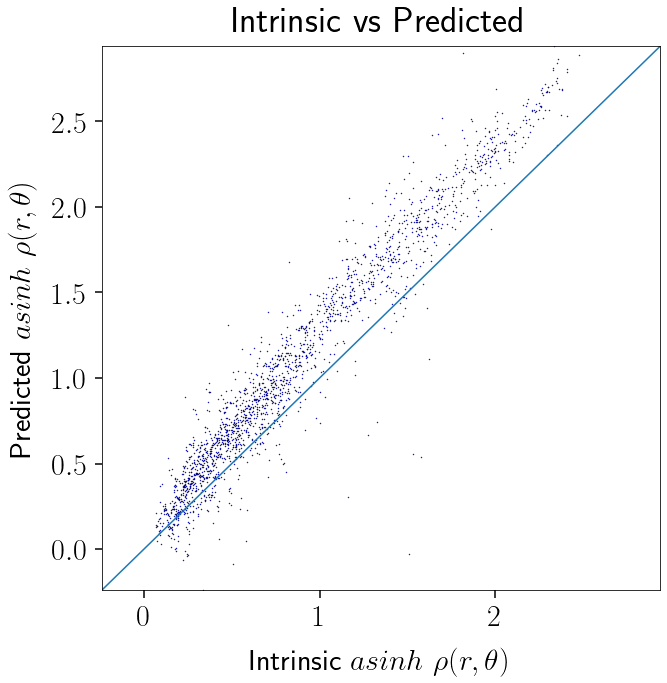 Intrinsic vs Predicted
Predicted asinh ρ(r, θ)
2.5
2.0
1.5
1.0
0.5
0.0
0 1 2
Intrinsic asinh ρ(r, θ)